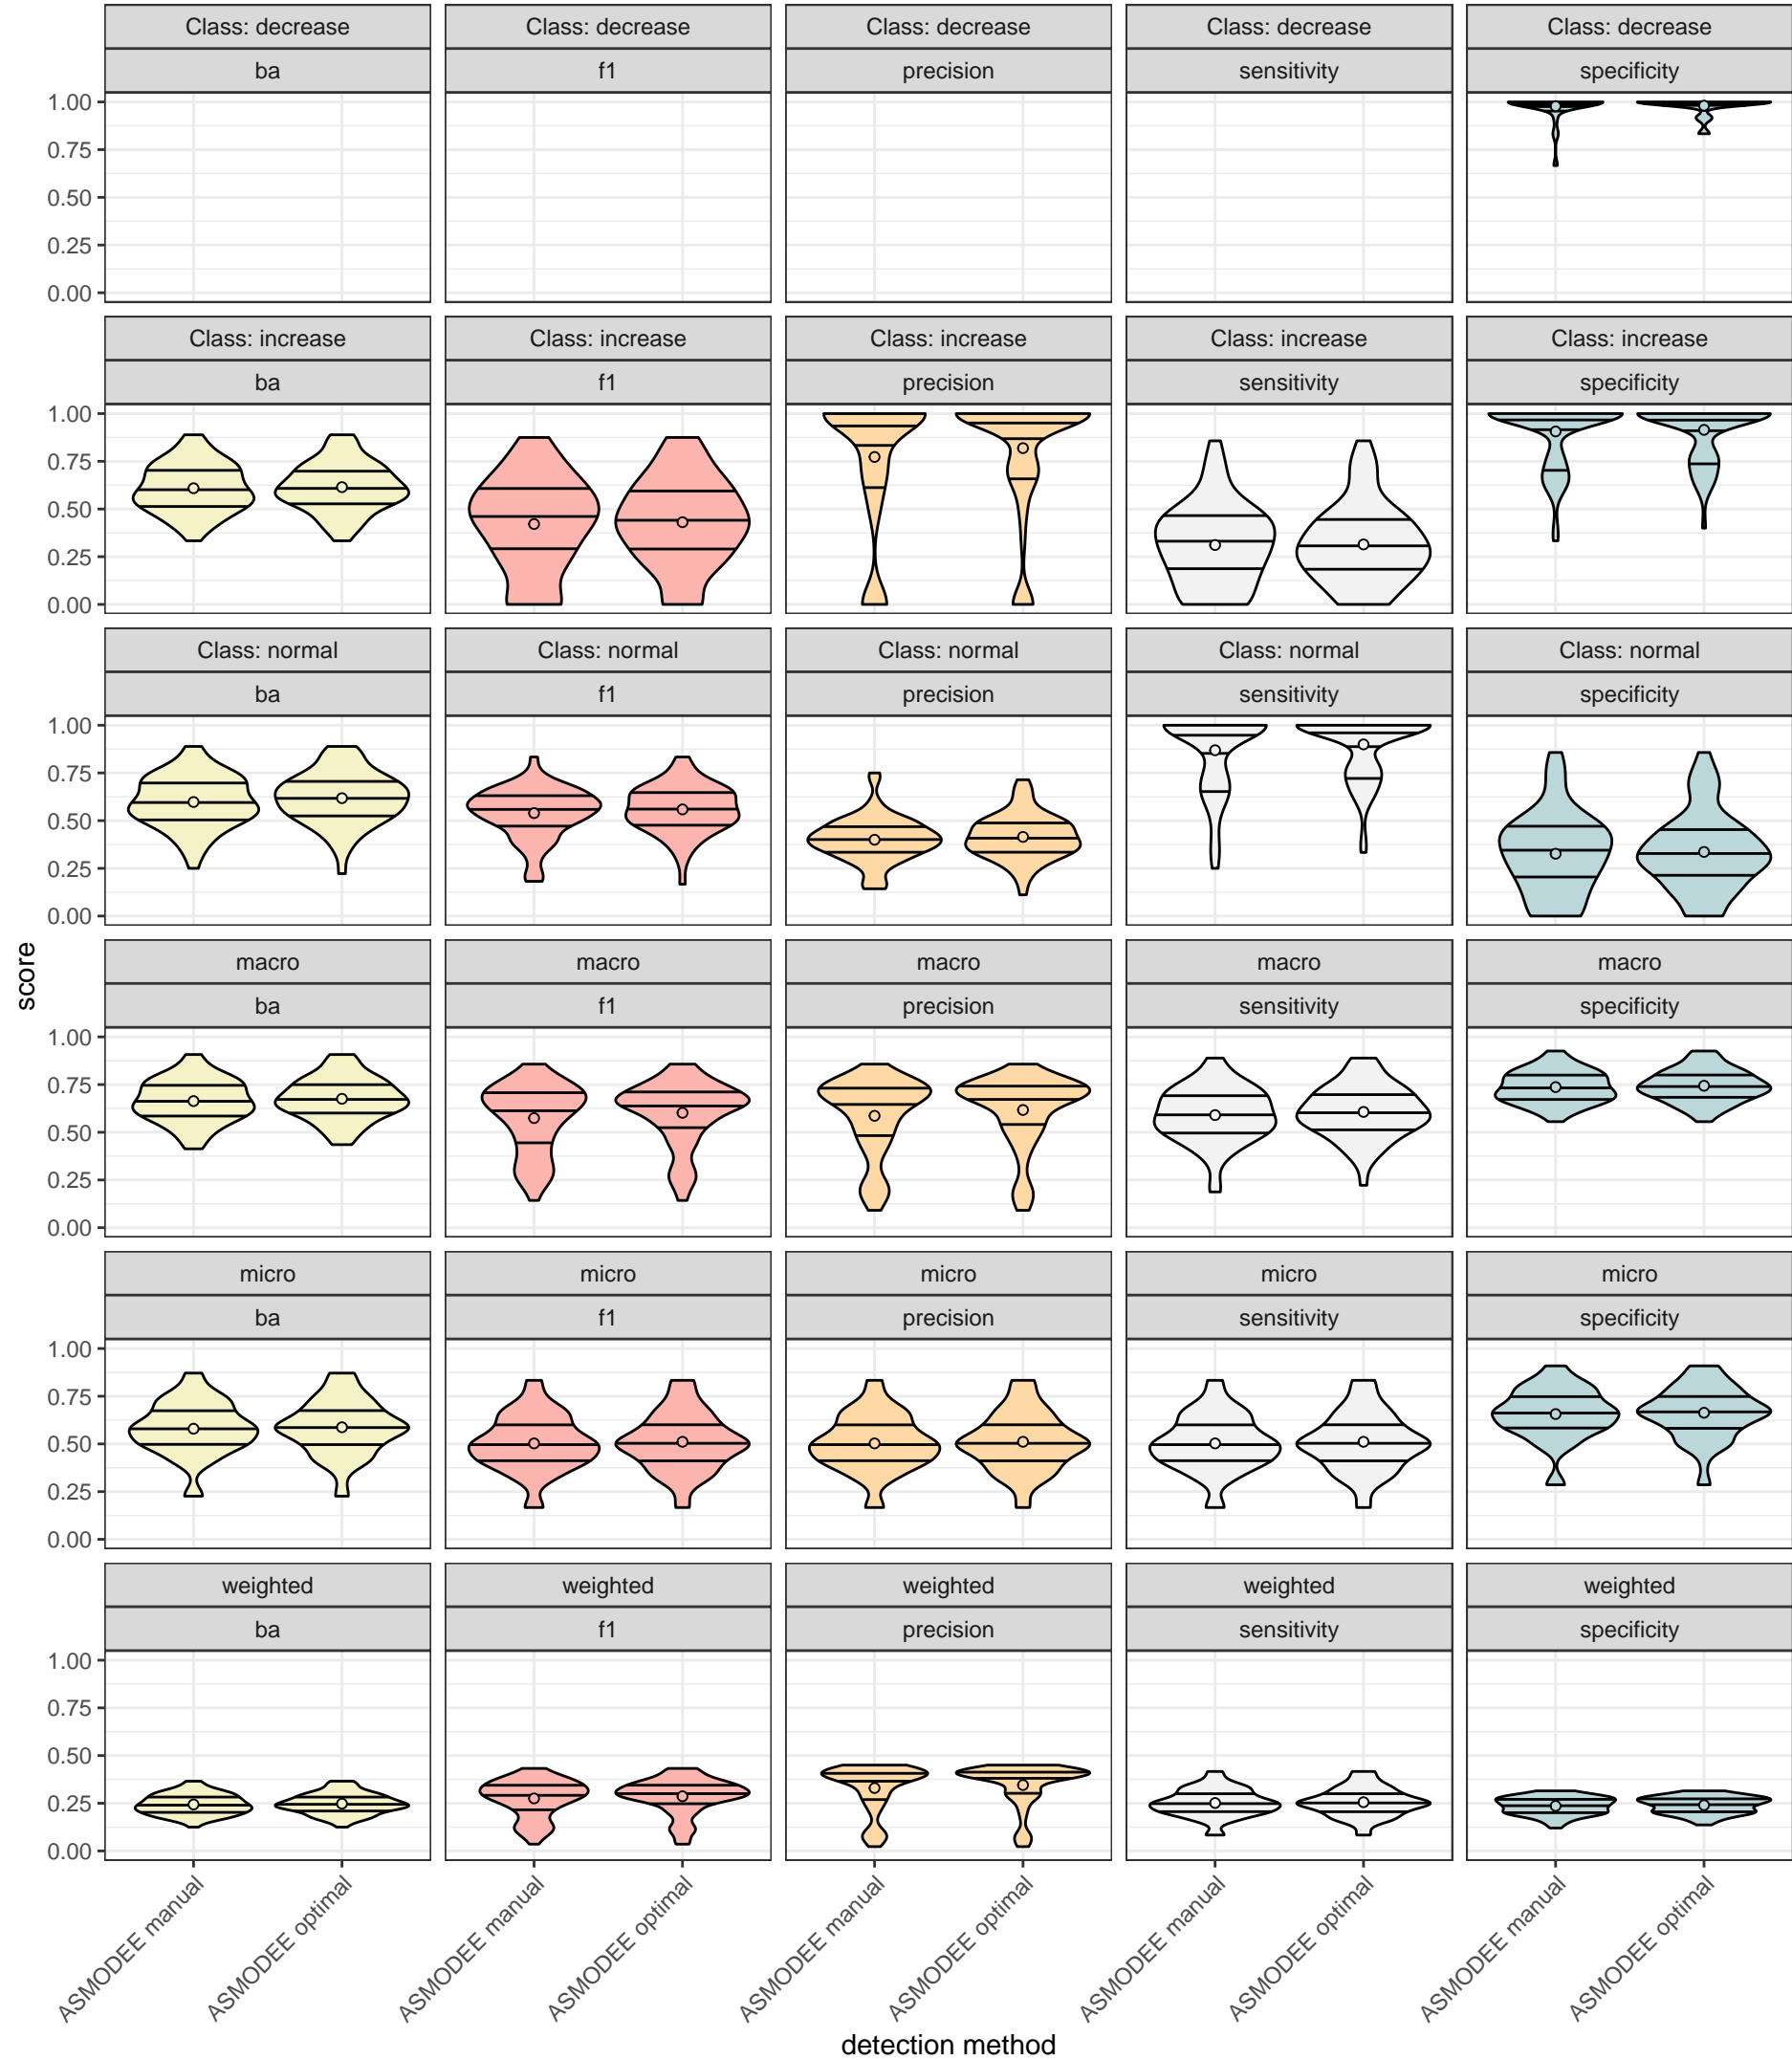 Class: decrease Class: decrease Class: decrease Class: decrease Class: decrease
ba f1 precision sensitivity specificity
1.00
0.75
0.50
0.25
0.00
Class: increase Class: increase Class: increase Class: increase Class: increase
ba f1 precision sensitivity specificity
1.00
0.75
0.50
0.25
0.00
Class: normal Class: normal Class: normal Class: normal Class: normal
ba f1 precision sensitivity specificity
1.00
0.75
0.50
0.25
0.00
score
macro macro macro macro macro
ba f1 precision sensitivity specificity
1.00
0.75
0.50
0.25
0.00
micro micro micro micro micro
ba f1 precision sensitivity specificity
1.00
0.75
0.50
0.25
0.00
weighted weighted weighted weighted weighted
ba f1 precision sensitivity specificity
1.00
0.75
0.50
0.25
0.00
ASMODEE manual ASMODEE optimal ASMODEE manual ASMODEE optimal ASMODEE manual ASMODEE optimal ASMODEE manual ASMODEE optimal ASMODEE manual ASMODEE optimal
detection method